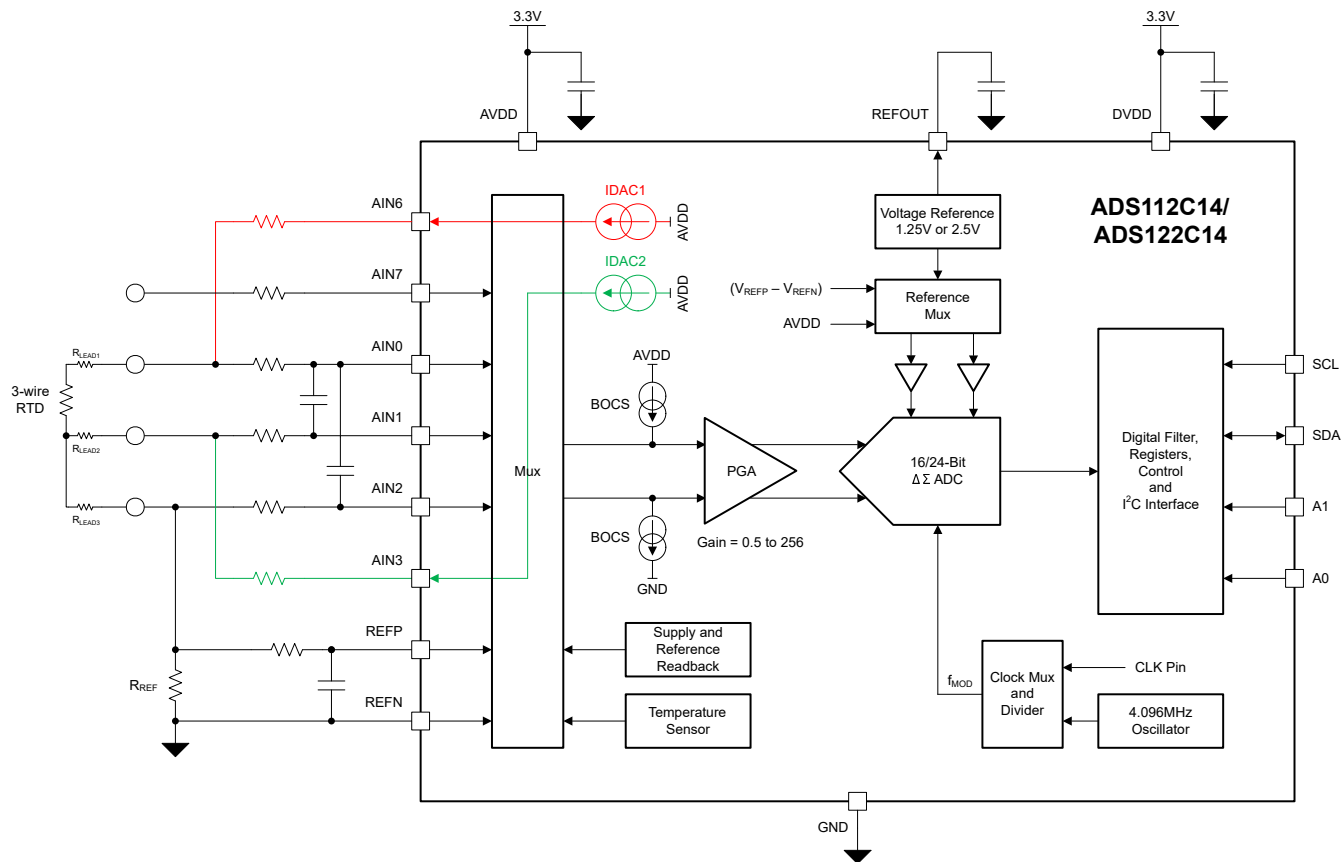 3.3V
3.3V
AVDD
REFOUT
DVDD
AIN6
IDAC1
AVDD
Voltage Reference
1.25V or 2.5V
ADS112C14/
ADS122C14
AIN7
IDAC2
AVDD
(VREFP – VREFN)
AVDD
Reference
Mux
RLEAD1
AIN0
AVDD
SCL
3-wire
RTD
BOCS
RLEAD2
AIN1
Mux
PGA
16/24-Bit
ΔΣ ADC
Digital Filter,
Registers,
Control
and
I²C Interface
SDA
RLEAD3
AIN2
A1
BOCS
Gain = 0.5 to 256
AIN3
GND
A0
REFP
Supply and
Reference
Readback
RREF
REFN
Temperature
Sensor
fMOD
Clock Mux
and
Divider
CLK Pin
4.096MHz
Oscillator
GND